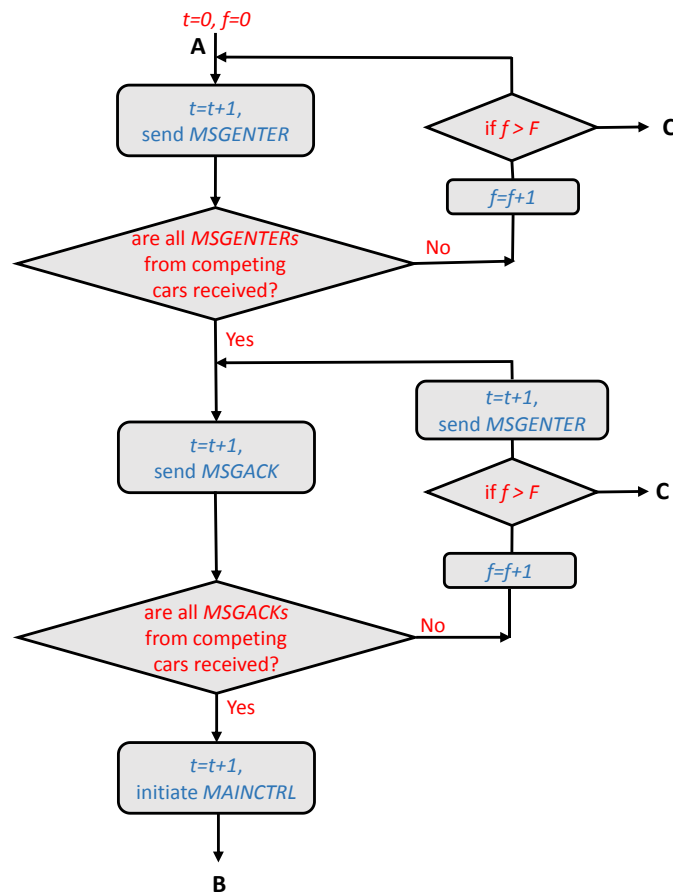 t=0, f=0
A
t=t+1,
send MSGENTER
if f > F
C
f=f+1
are all MSGENTERs
from competing
cars received?
No
Yes
t=t+1,
send MSGENTER
t=t+1,
send MSGACK
if f > F
C
f=f+1
are all MSGACKs
from competing
cars received?
No
Yes
t=t+1,
initiate MAINCTRL
B